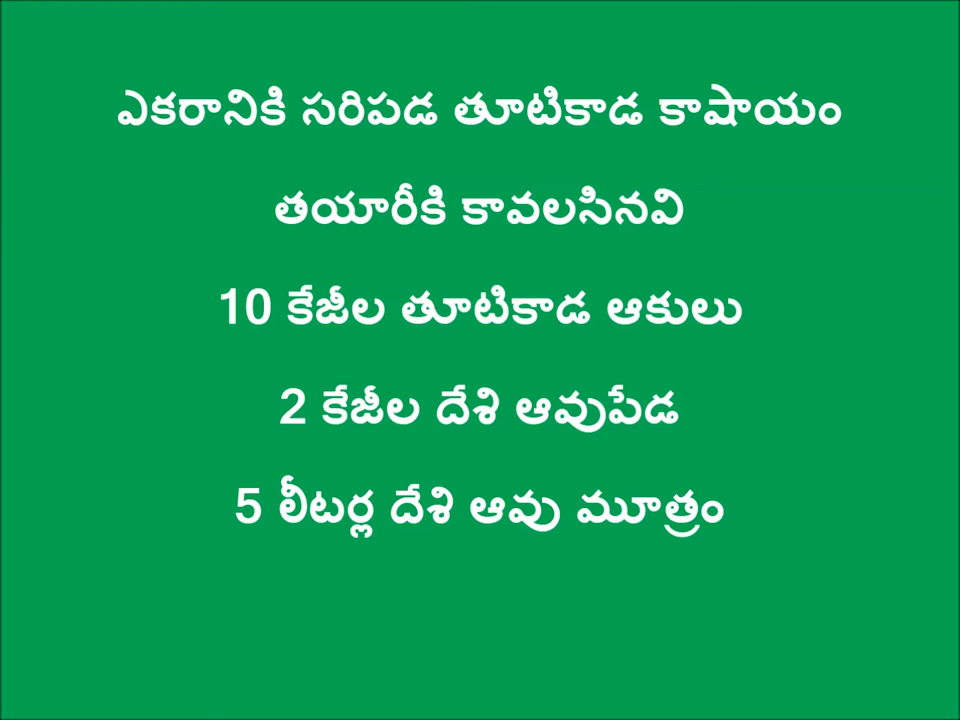 ఎకరానికి సరిపడ తూటికాడ కాషాయం
తయారీకి కావలసినవి
10 కేజీల తూటికాడ ఆకులు
2 కేజీల దేశి ఆవుపేడ
5 లీటర్ల దేశి ఆవు మూత్రం